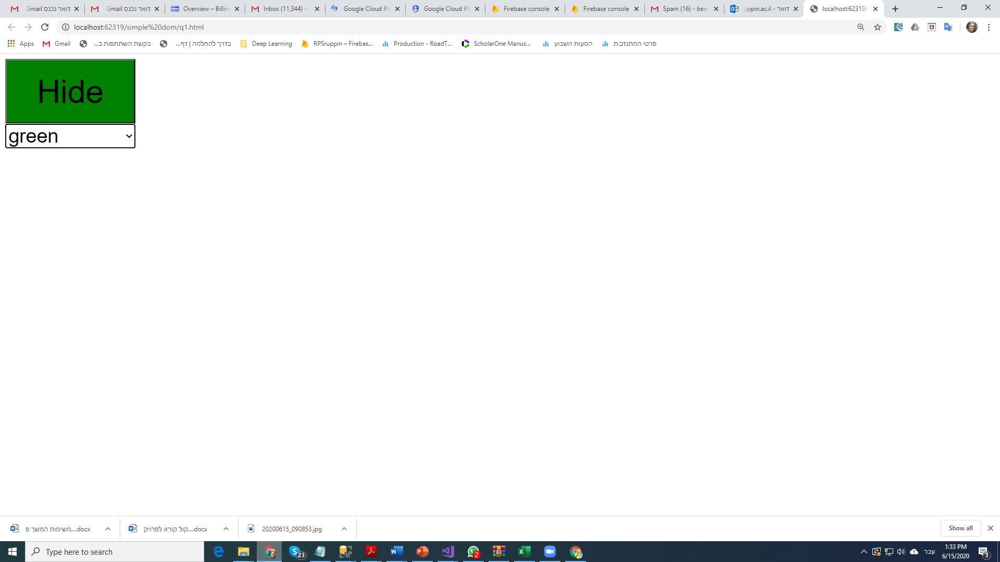 Gmail דואר נכנס
Gmail דואר נכנס
Overview – Billin
Inbox (11,344) -
Google Cloud Pla
Google Cloud Pla
Firebase console
Firebase console
Spam (16) - benn
דואר - uppin.ac.il
localhost:62319/
localhost:62319/simple%20dom/q1.html
Apps
Gmail
בקשת השתתפות ב...
בדרך להחלמה | דף...
Deep Learning
RPSruppin – Firebas...
Production - RoadT...
ScholarOne Manus...
הסעות השבוע
פרטי המתנדב.ת
Hide
green
משימות המשך פ....docx
קול קורא לפרויק....docx
20200615_090853.jpg
Show all
Type here to search
23
2
עבר
1:33 PM
6/15/2020
3